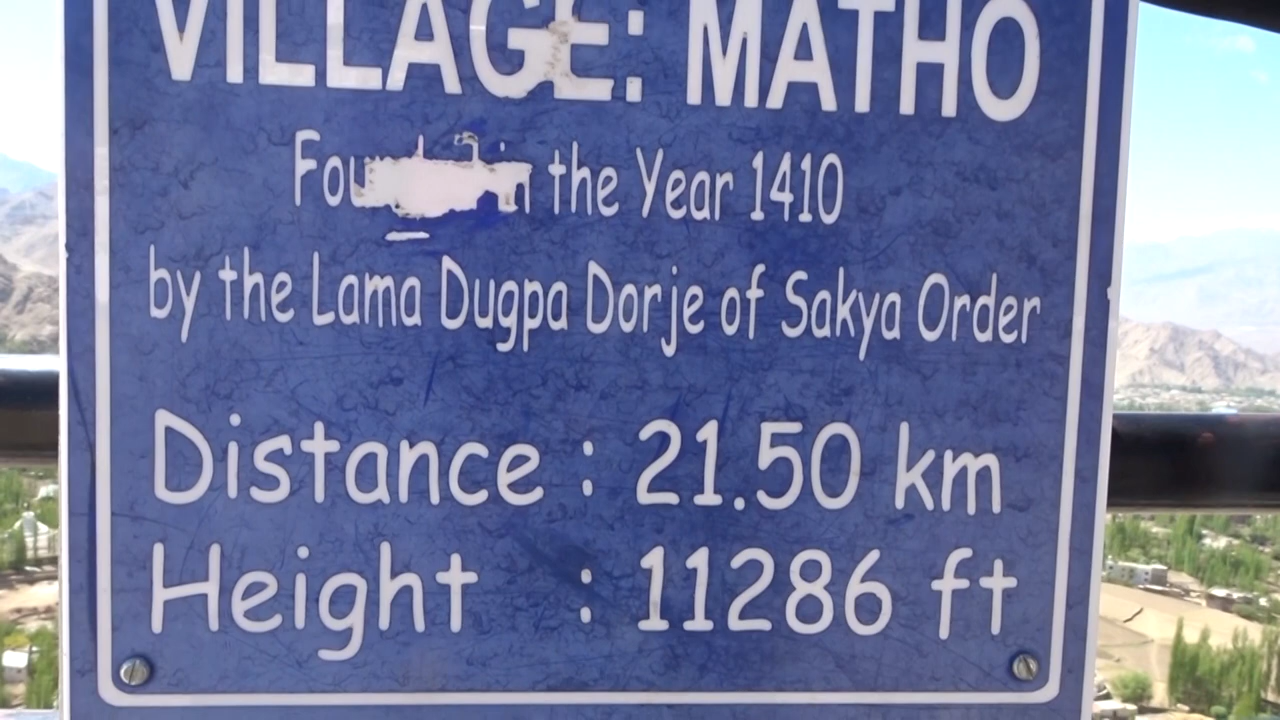 VILLAGE: MATHO
in the Year 1410
by the Lama Dugpa Dorje of Sakya Order
Distance : 21.50 km
Height : 11286 ft